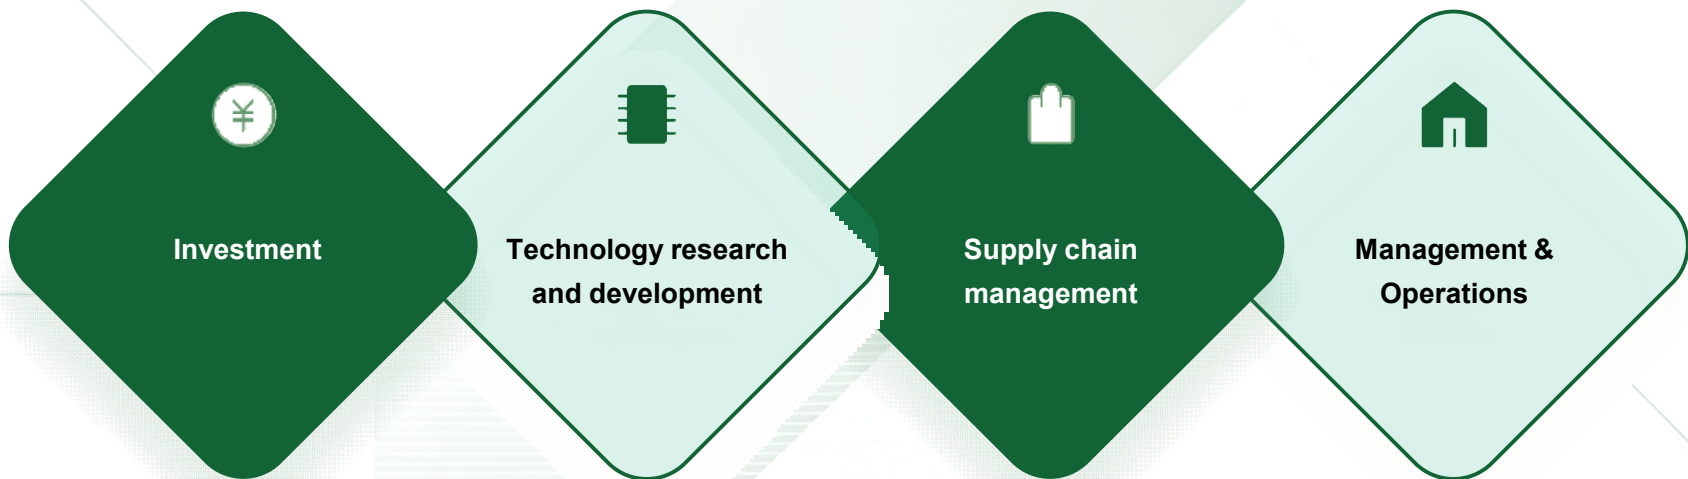 ¥
Investment
Technology research
and development
Supply chain
management
Management &
Operations